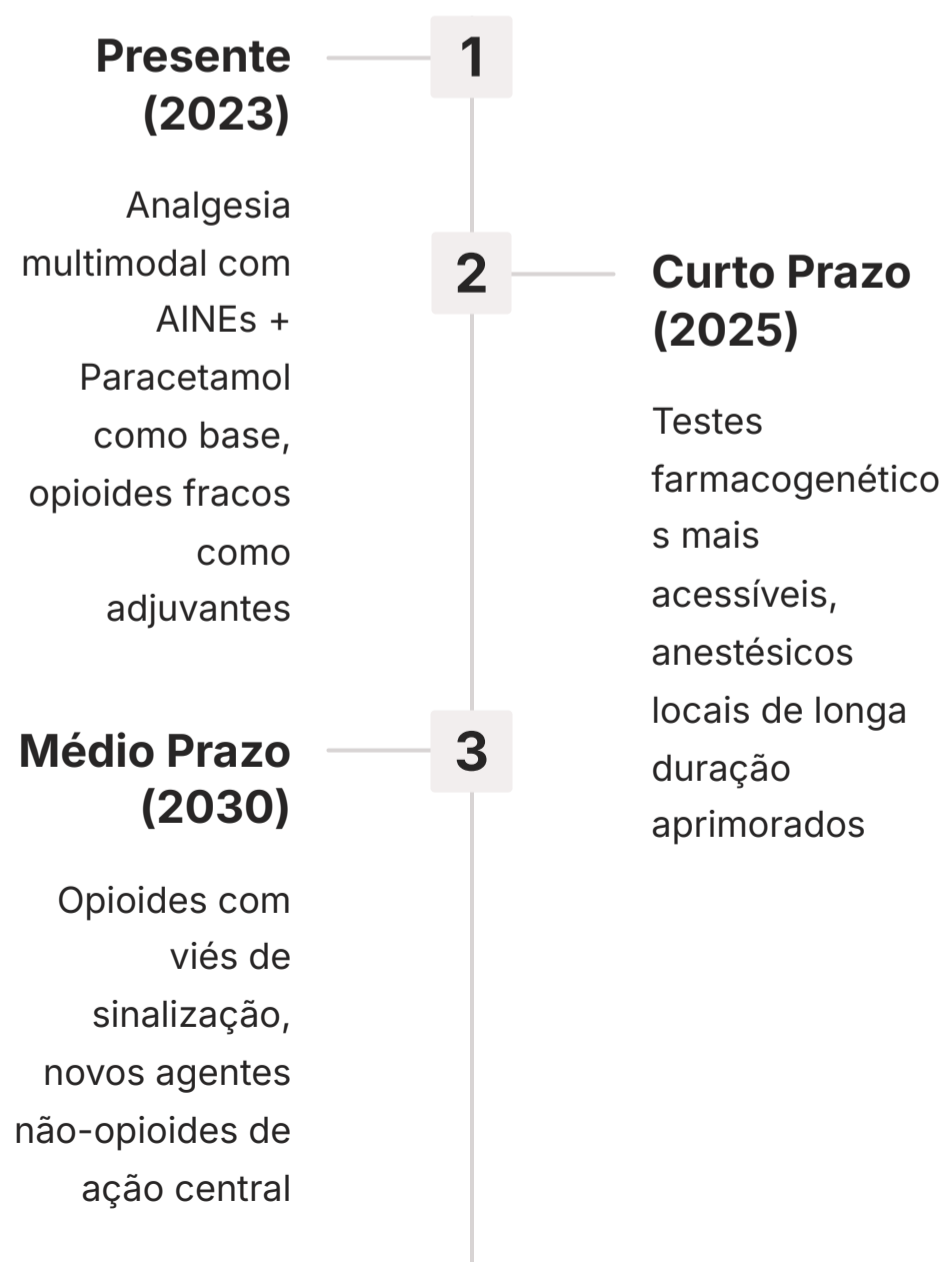 1
Presente
(2023)
Analgesia
multimodal com
AINEs +
Paracetamol
como base,
opioides fracos
como
adjuvantes
2
Curto Prazo
(2025)
Testes
farmacogenético
s mais
acessíveis,
anestésicos
locais de longa
duração
aprimorados
3
Médio Prazo
(2030)
Opioides com
viés de
sinalização,
novos agentes
não-opioides de
ação central